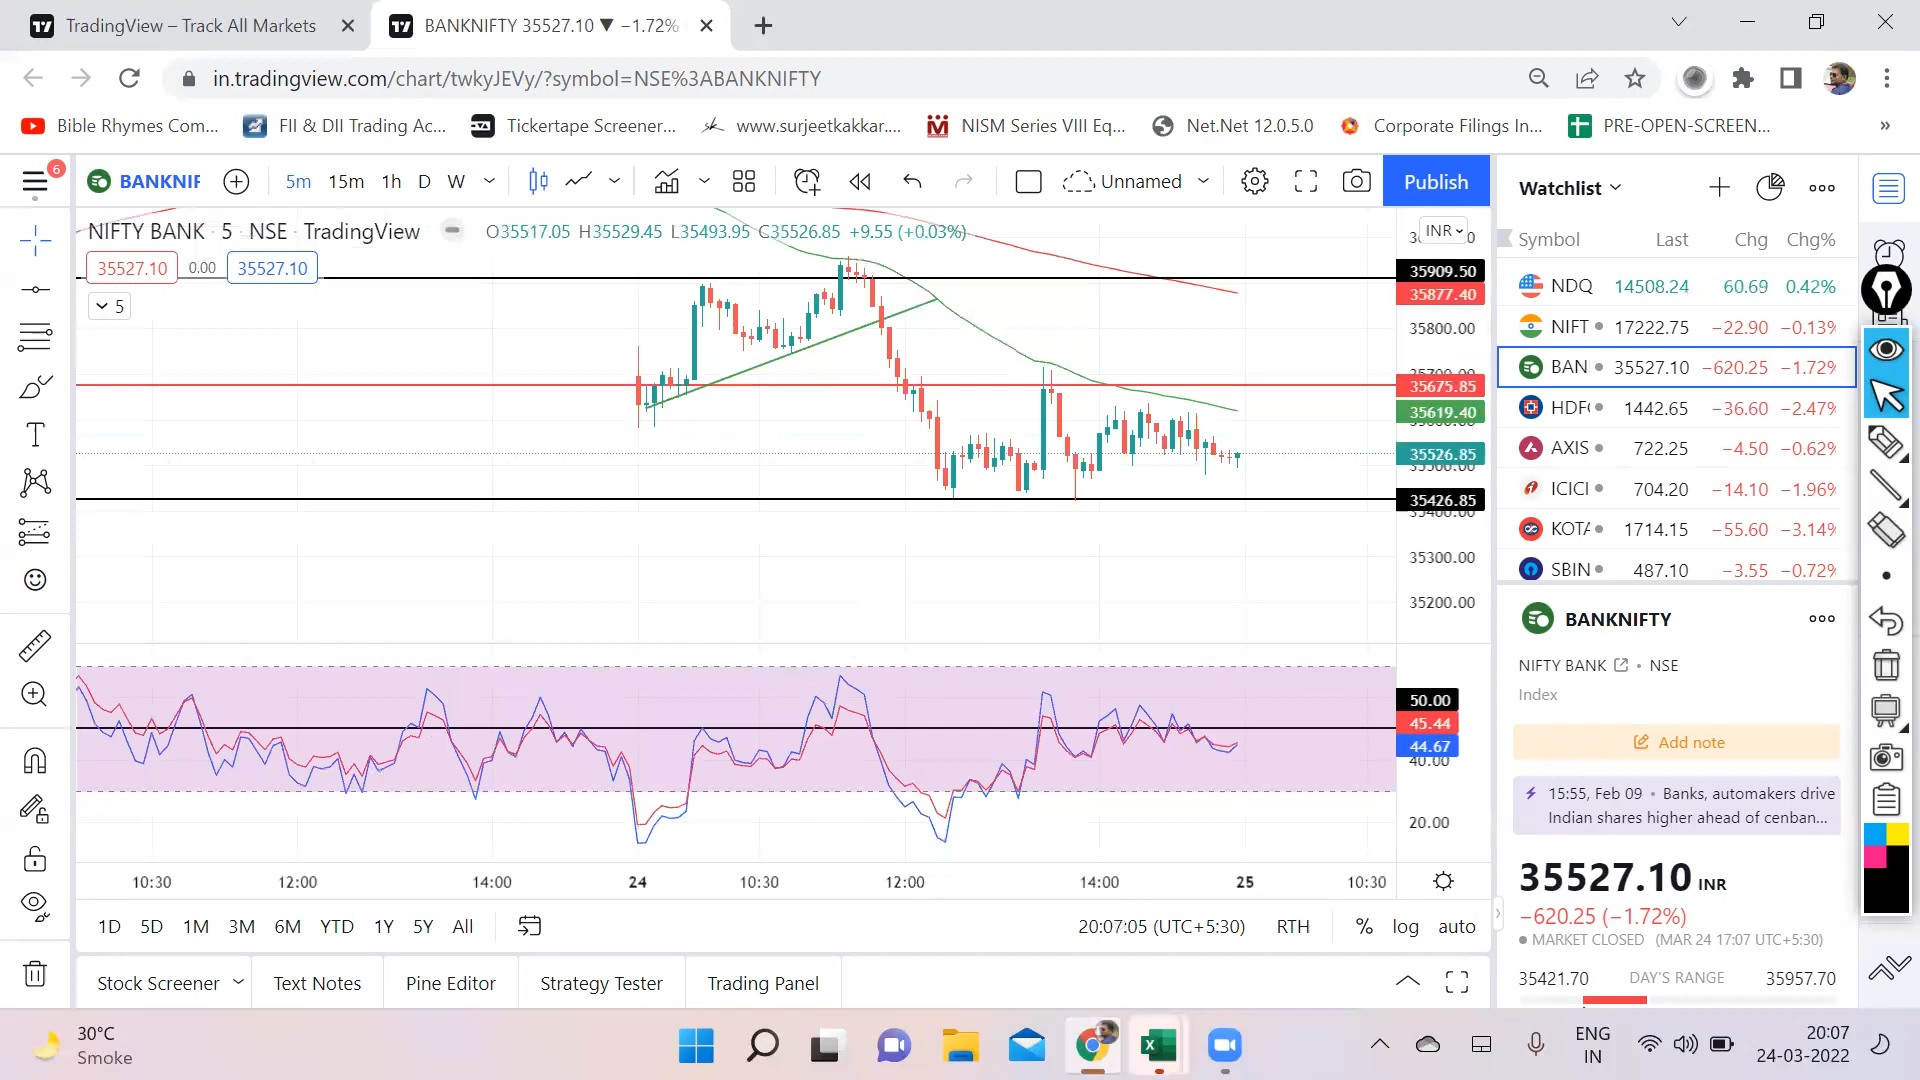 TradingView – Track All Markets
BANKNIFTY 35527.10 ▼ −1.72%
in.tradingview.com/chart/twkyJEVy/?symbol=NSE%3ABANKNIFTY
Bible Rhymes Com...
FII & DII Trading Ac...
Tickertape Screener...
www.surjeetkakkar....
NISM Series VIII Eq...
Net.Net 12.0.5.0
Corporate Filings In...
PRE-OPEN-SCREEN...
»
6
BANKNIF
5m 15m 1h D W
Unnamed
Publish
NIFTY BANK · 5 · NSE · TradingView
O35517.05 H35529.45 L35493.95 C35526.85 +9.55 (+0.03%)
INR
35527.10 0.00 35527.10
5
35909.50
35877.40
35800.00
35675.85
35619.40
35526.85
35426.85
35300.00
35200.00
50.00
45.44
44.67
40.00
20.00
10:30 12:00 14:00 24 10:30 12:00 14:00 25 10:30
1D 5D 1M 3M 6M YTD 1Y 5Y All
20:07:05 (UTC+5:30) RTH % log auto
Stock Screener Text Notes Pine Editor Strategy Tester Trading Panel
Watchlist
Symbol Last Chg Chg%
NDQ 14508.24 60.69 0.42%
NIFT 17222.75 −22.90 −0.13%
BAN 35527.10 −620.25 −1.72%
HDFC 1442.65 −36.60 −2.47%
AXIS 722.25 −4.50 −0.62%
ICICI 704.20 −14.10 −1.96%
KOTA 1714.15 −55.60 −3.14%
SBIN 487.10 −3.55 −0.72%
BANKNIFTY
NIFTY BANK • NSE
Index
Add note
15:55, Feb 09 • Banks, automakers drive
Indian shares higher ahead of cenban...
35527.10 INR
−620.25 (−1.72%)
MARKET CLOSED (MAR 24 17:07 UTC+5:30)
35421.70 DAY'S RANGE 35957.70
30°C
Smoke
ENG
IN
20:07
24-03-2022